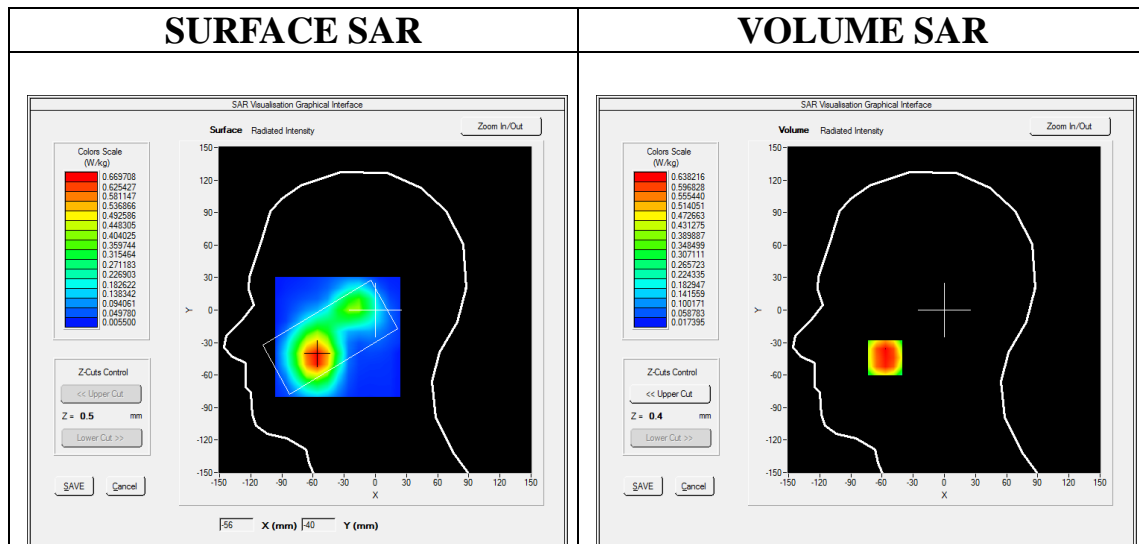 SURFACE SAR
VOLUME SAR
SAR Visualisation Graphical Interface
Surface Radiated Intensity
Zoom In/Out
Colors Scale
(W/kg)
0.669708
0.625427
0.581147
0.536866
0.492586
0.448305
0.404025
0.359744
0.315464
0.271183
0.226903
0.182622
0.138342
0.094061
0.049780
0.005500
150
120
90
60
30
0
-30
-60
-90
-120
-150
Y
-150 -120 -90 -60 -30 0 30 60 90 120 150
X
Z-Cuts Control
<< Upper Cut
Z = 0.5 mm
Lower Cut >>
SAVE Cancel
-56 X (mm) -40 Y (mm)
SAR Visualisation Graphical Interface
Volume Radiated Intensity
Zoom In/Out
Colors Scale
(W/kg)
0.638216
0.596828
0.555440
0.514051
0.472663
0.431275
0.389887
0.348499
0.307111
0.265723
0.224335
0.182947
0.141559
0.100171
0.058783
0.017395
150
120
90
60
30
0
-30
-60
-90
-120
-150
Y
-150 -120 -90 -60 -30 0 30 60 90 120 150
X
Z-Cuts Control
<< Upper Cut
Z = 0.4 mm
Lower Cut >>
SAVE Cancel